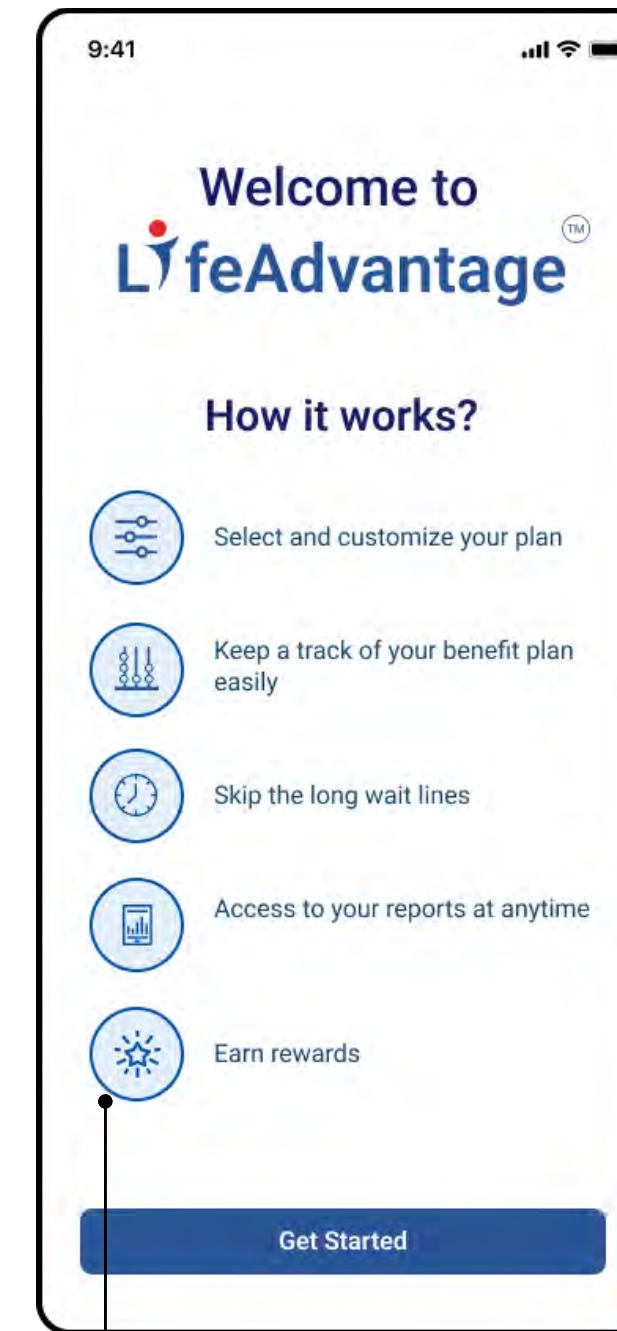 9:41
Welcome to
LifeAdvantage TM
How it works?
Select and customize your plan
Keep a track of your benefit plan
easily
Skip the long wait lines
Access to your reports at anytime
Earn rewards
Get Started